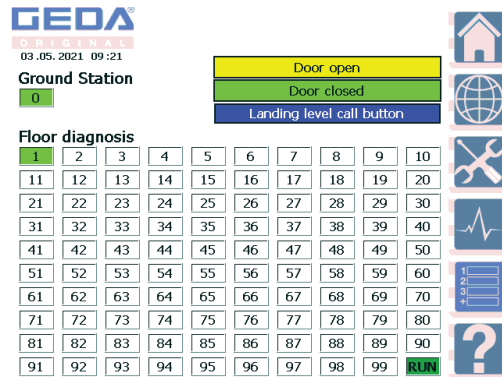 GEDA®
ORIGINAL
03.05.2021 09:21
Ground Station
0
Door open
Door closed
Landing level call button
Floor diagnosis
1 2 3 4 5 6 7 8 9 10
11 12 13 14 15 16 17 18 19 20
21 22 23 24 25 26 27 28 29 30
31 32 33 34 35 36 37 38 39 40
41 42 43 44 45 46 47 48 49 50
51 52 53 54 55 56 57 58 59 60
61 62 63 64 65 66 67 68 69 70
71 72 73 74 75 76 77 78 79 80
81 82 83 84 85 86 87 88 89 90
91 92 93 94 95 96 97 98 99 RUN
1
2
3
+
?